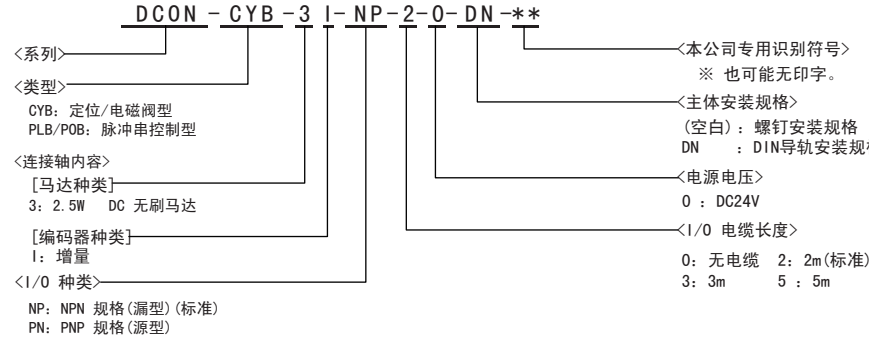 DCON-CYB-3I-NP-2-0-DN-**
<系列>
<类型>
CYB: 定位/电磁阀型
PLB/POB: 脉冲串控制型
<连接轴内容>
[马达种类]
3: 2.5W DC 无刷马达
[编码器种类]
I: 增量
<I/O 种类>
NP: NPN 规格(漏型)(标准)
PN: PNP 规格(源型)
<本公司专用识别符号>
※ 也可能无印字。
<主体安装规格>
(空白): 螺钉安装规格
DN : DIN导轨安装规
<电源电压>
0 : DC24V
<I/O 电缆长度>
0: 无电缆 2: 2m(标准)
3: 3m 5 : 5m